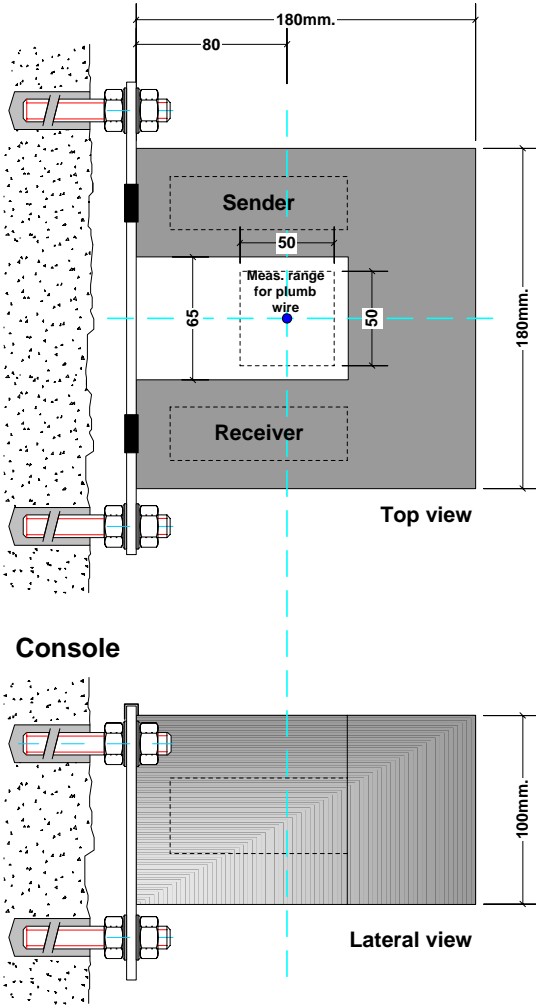 180mm.
80
Sender
50
Meas. range
for plumb
wire
65
50
180mm.
Receiver
Top view
Console
100mm.
Lateral view